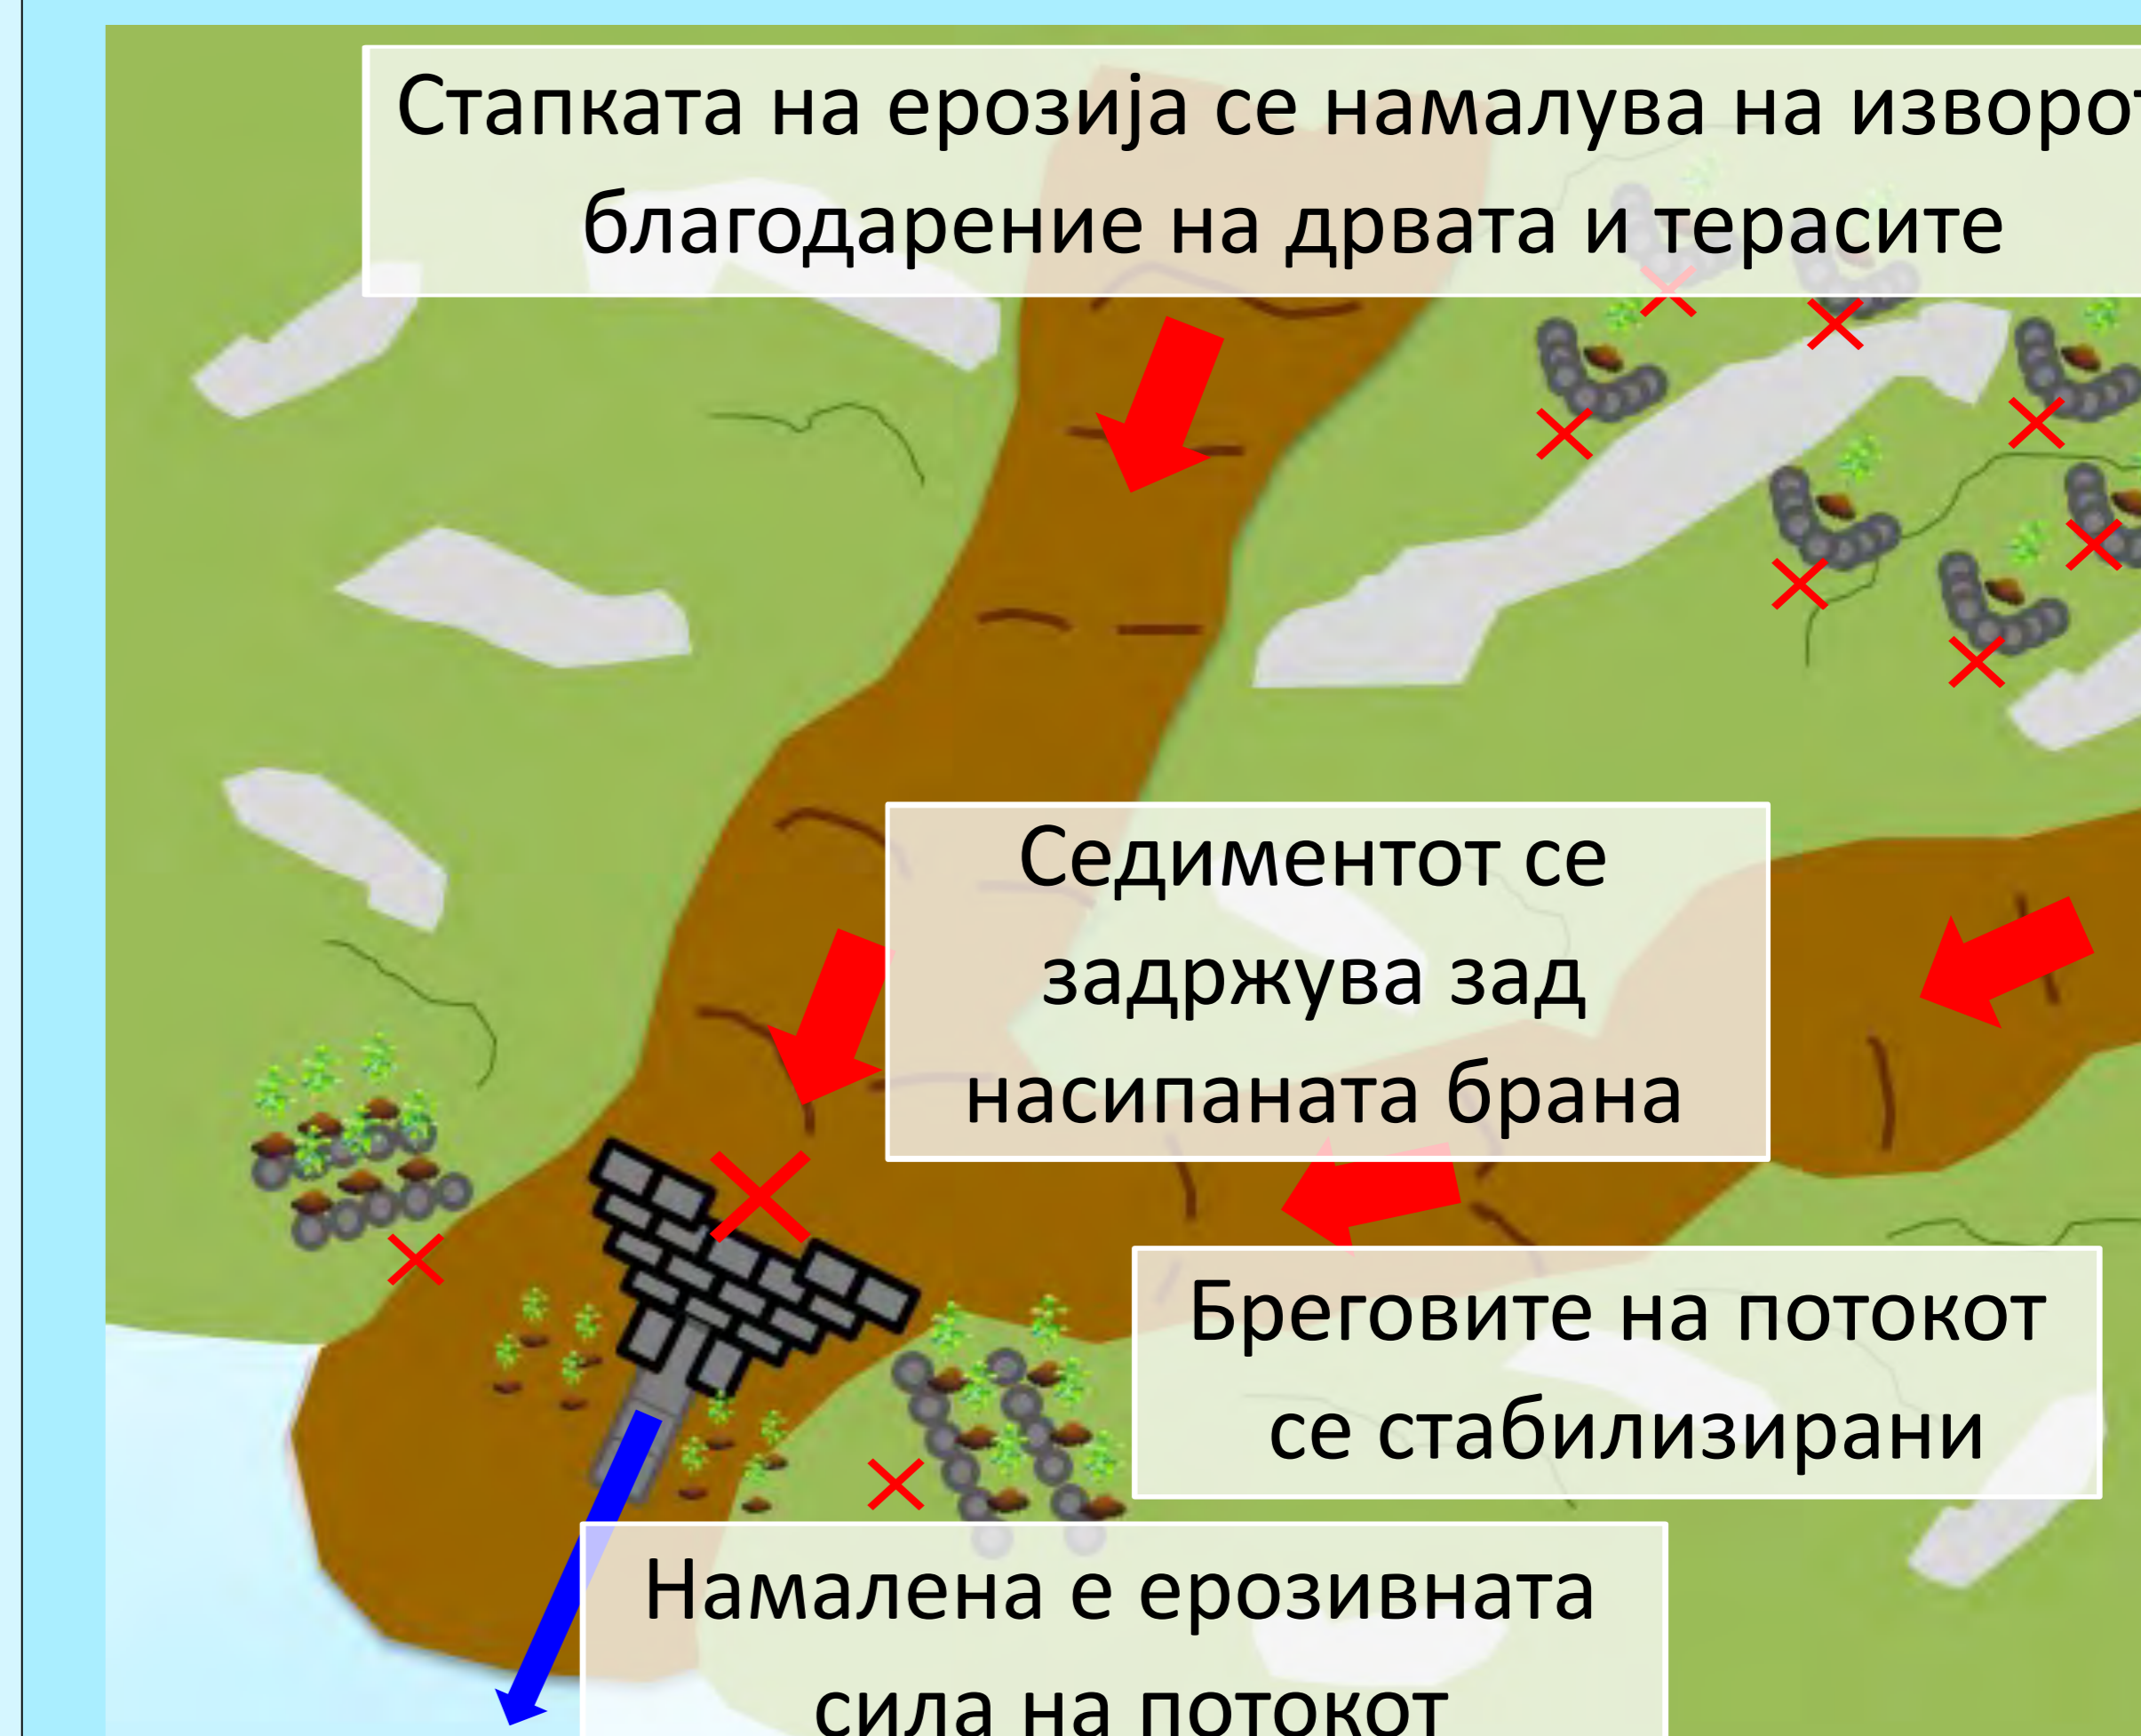 Стапката на ерозија се намалува на изворот
благодарение на дрвата и терасите
Седиментот се
задржува зад
насипаната брана
Бреговите на потокот
се стабилизирани
Намалена е ерозивната
сила на потокот